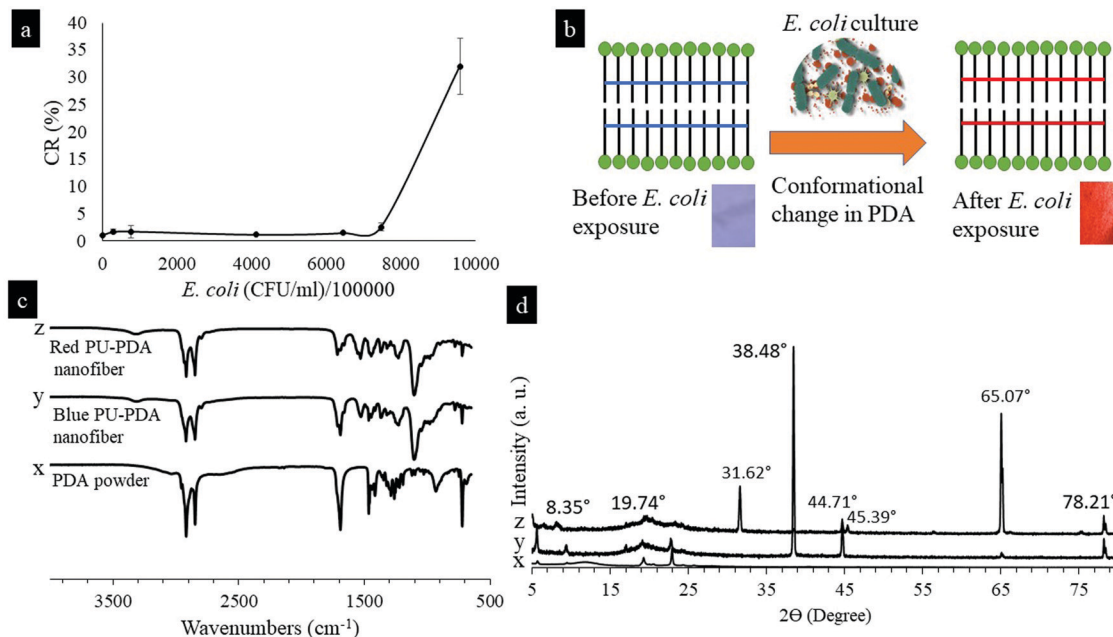 a
40
35
30
25
20
15
10
5
0
CR (%)
0 2000 4000 6000 8000 10000
E. coli (CFU/ml)/100000
b
E. coli culture
Before E. coli
exposure
Conformational
change in PDA
After E. coli
exposure
c
z
Red PU-PDA
nanofiber
y
Blue PU-PDA
nanofiber
x
PDA powder
3500 2500 1500 500
Wavenumbers (cm⁻¹)
d
Intensity (a. u.)
38.48°
65.07°
31.62°
8.35°
19.74°
44.71°
45.39°
78.21°
z
y
x
5 15 25 35 45 55 65 75
2Θ (Degree)